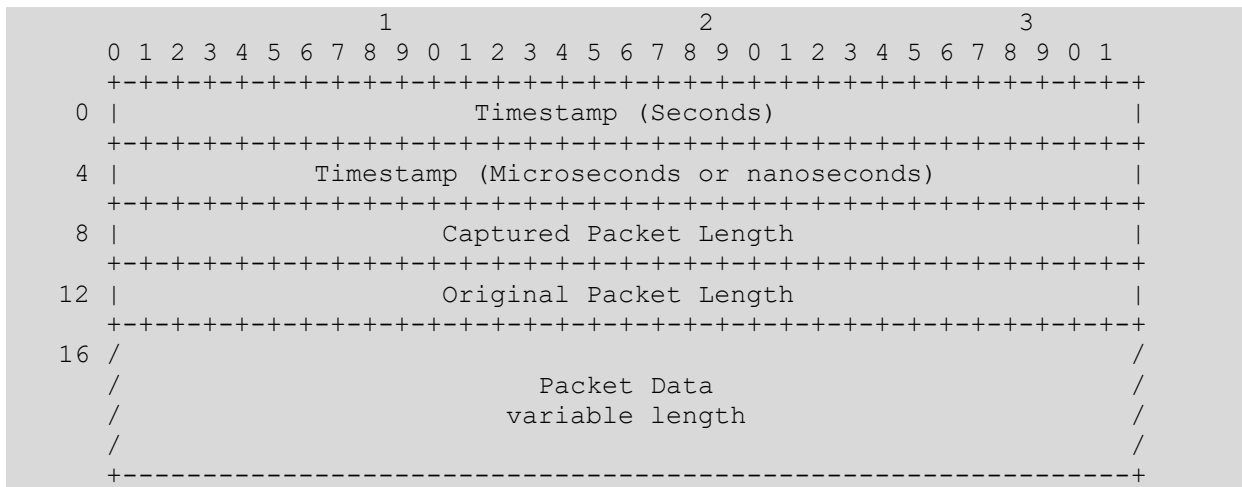 1                   2                   3
       0 1 2 3 4 5 6 7 8 9 0 1 2 3 4 5 6 7 8 9 0 1 2 3 4 5 6 7 8 9 0 1
      +-+-+-+-+-+-+-+-+-+-+-+-+-+-+-+-+-+-+-+-+-+-+-+-+-+-+-+-+-+-+-+-+
    0 |                      Timestamp (Seconds)                      |
      +-+-+-+-+-+-+-+-+-+-+-+-+-+-+-+-+-+-+-+-+-+-+-+-+-+-+-+-+-+-+-+-+
    4 |            Timestamp (Microseconds or nanoseconds)            |
      +-+-+-+-+-+-+-+-+-+-+-+-+-+-+-+-+-+-+-+-+-+-+-+-+-+-+-+-+-+-+-+-+
    8 |                    Captured Packet Length                     |
      +-+-+-+-+-+-+-+-+-+-+-+-+-+-+-+-+-+-+-+-+-+-+-+-+-+-+-+-+-+-+-+-+
   12 |                    Original Packet Length                     |
      +-+-+-+-+-+-+-+-+-+-+-+-+-+-+-+-+-+-+-+-+-+-+-+-+-+-+-+-+-+-+-+-+
   16 /                                                               /
      /                          Packet Data                          /
      /                        variable length                        /
      /                                                               /
      +---------------------------------------------------------------+